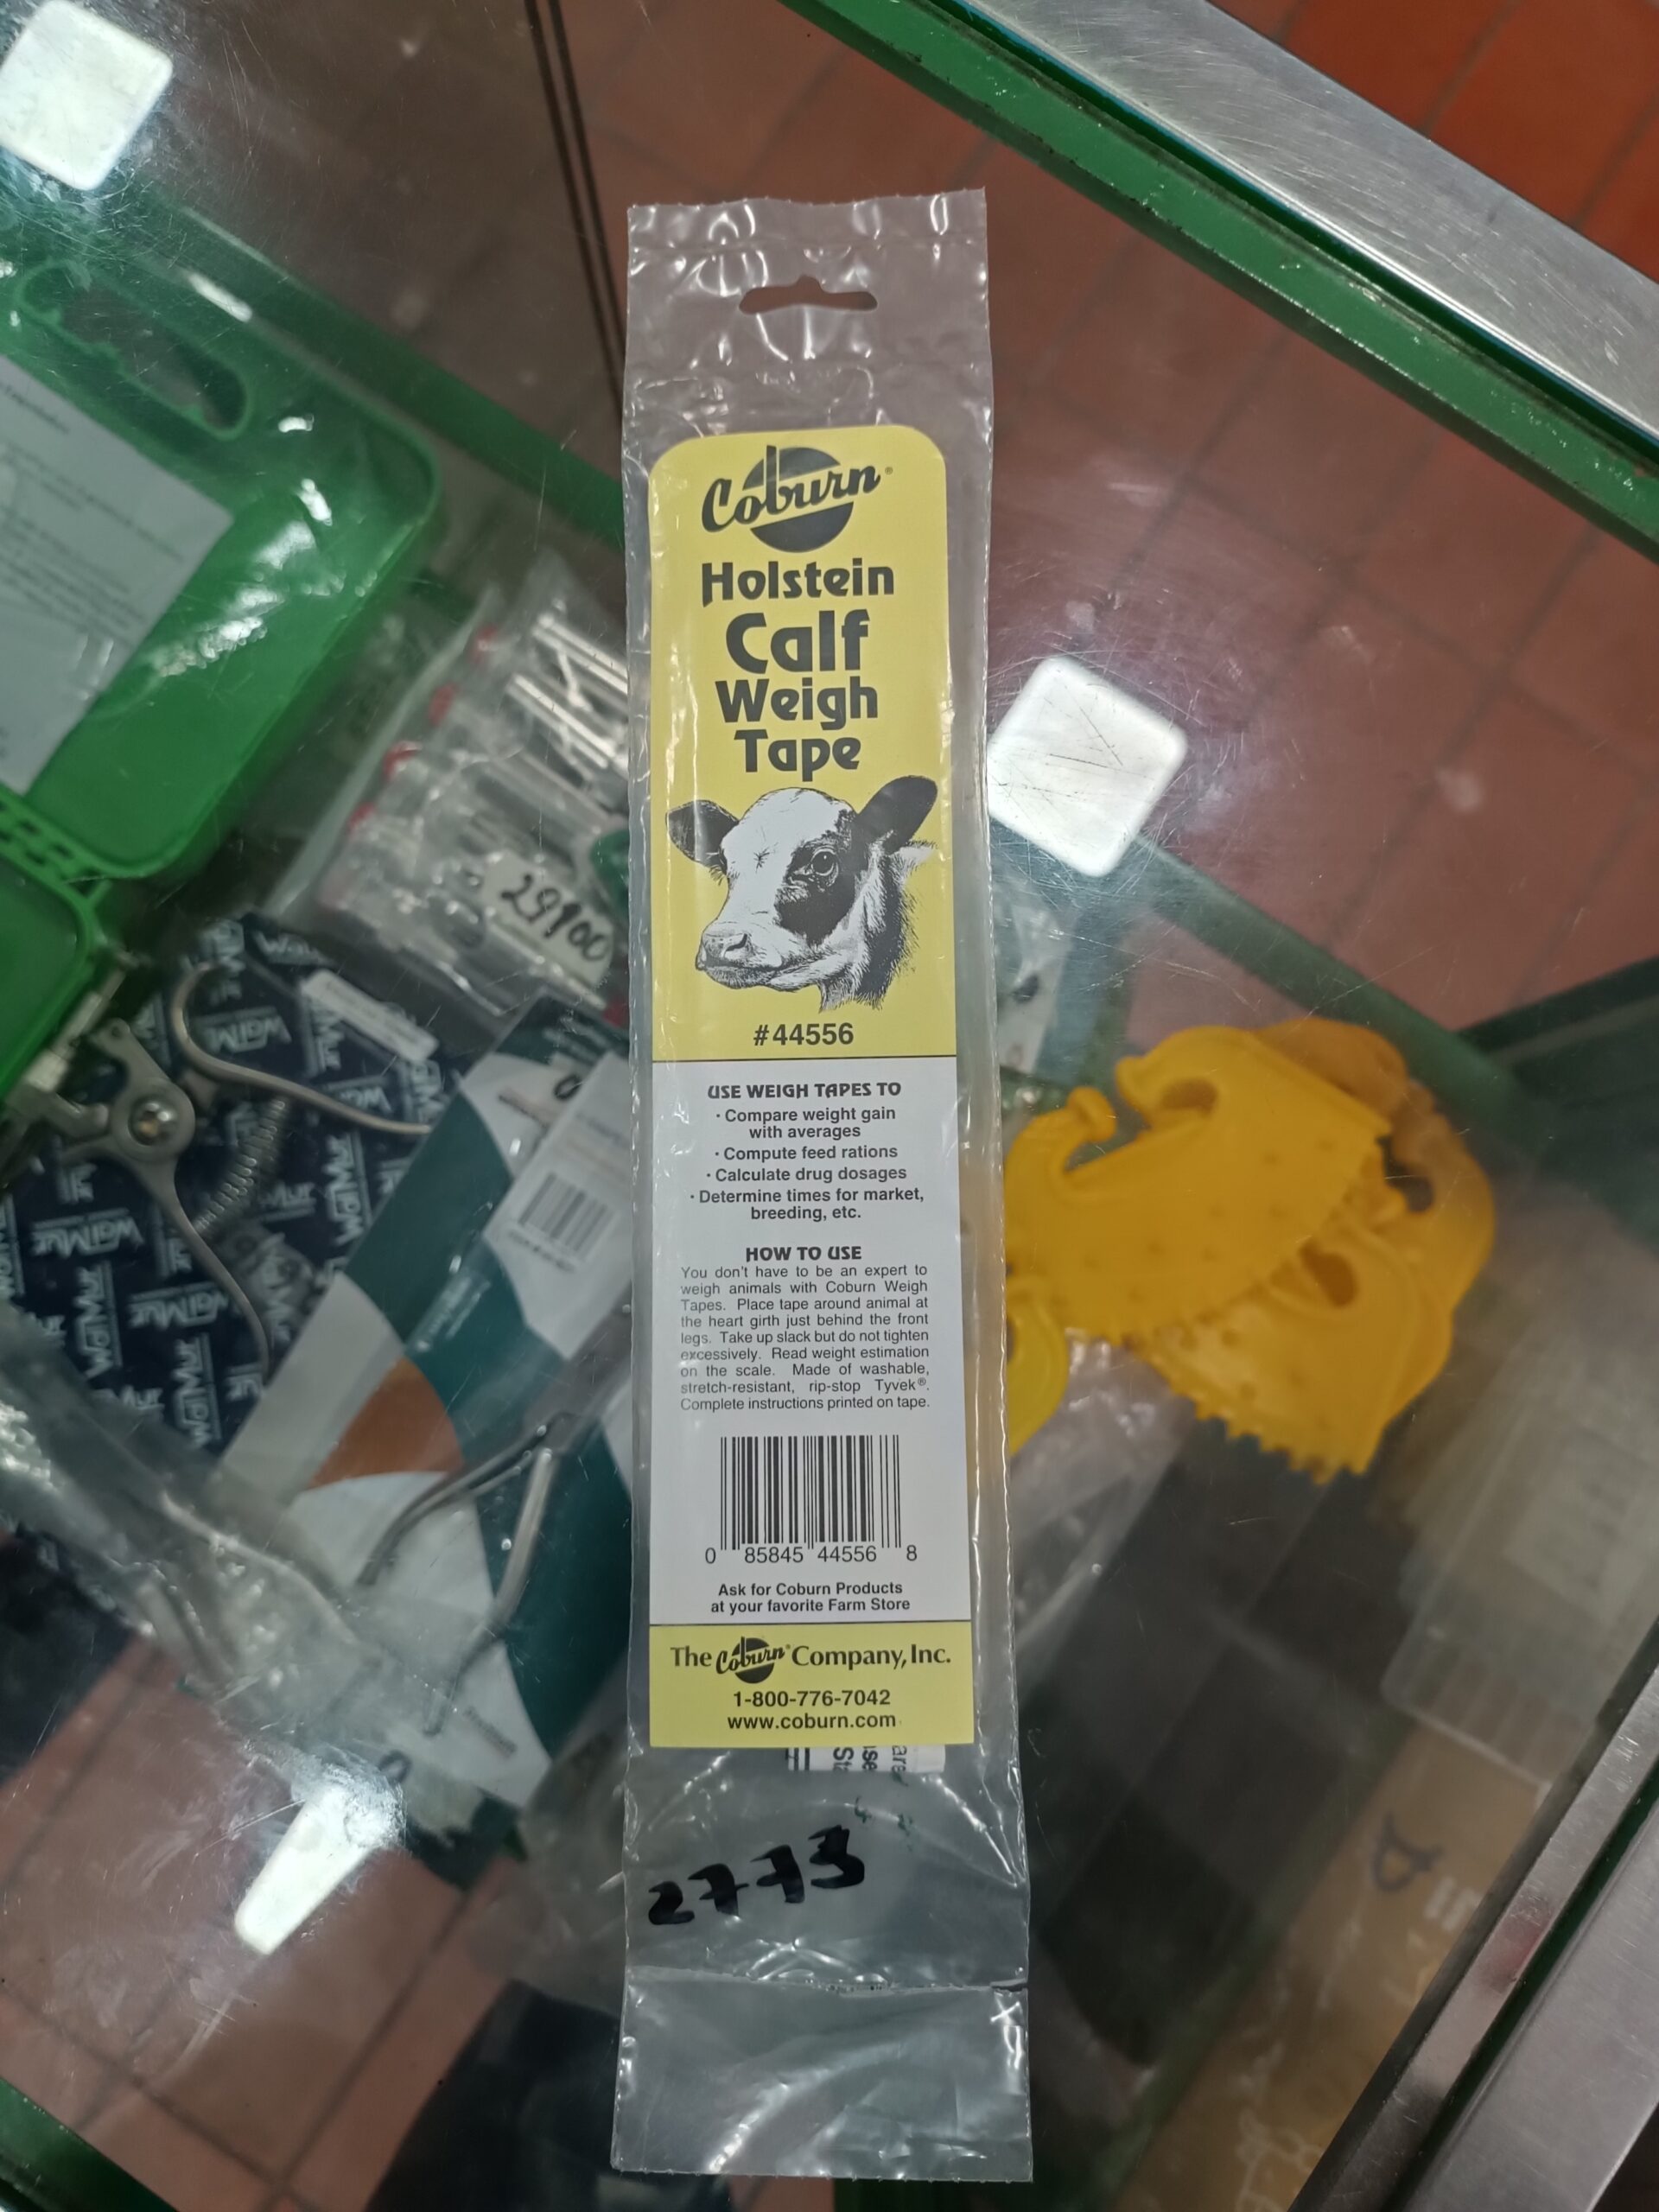 Coburn®
Holstein
Calf
Weigh
Tape
#44556
USE WEIGH TAPES TO
· Compare weight gain
with averages
· Compute feed rations
· Calculate drug dosages
· Determine times for market,
breeding, etc.
HOW TO USE
You don't have to be an expert to
weigh animals with Coburn Weigh
Tapes. Place tape around animal at
the heart girth just behind the front
legs. Take up slack but do not tighten
excessively. Read weight estimation
on the scale. Made of washable,
stretch-resistant, rip-stop Tyvek®.
Complete instructions printed on tape.
0 85845 44556 8
Ask for Coburn Products
at your favorite Farm Store
The Coburn® Company, Inc.
1-800-776-7042
www.coburn.com
2773
WalMur
WalMur
WalMur
WalMur
WalMur